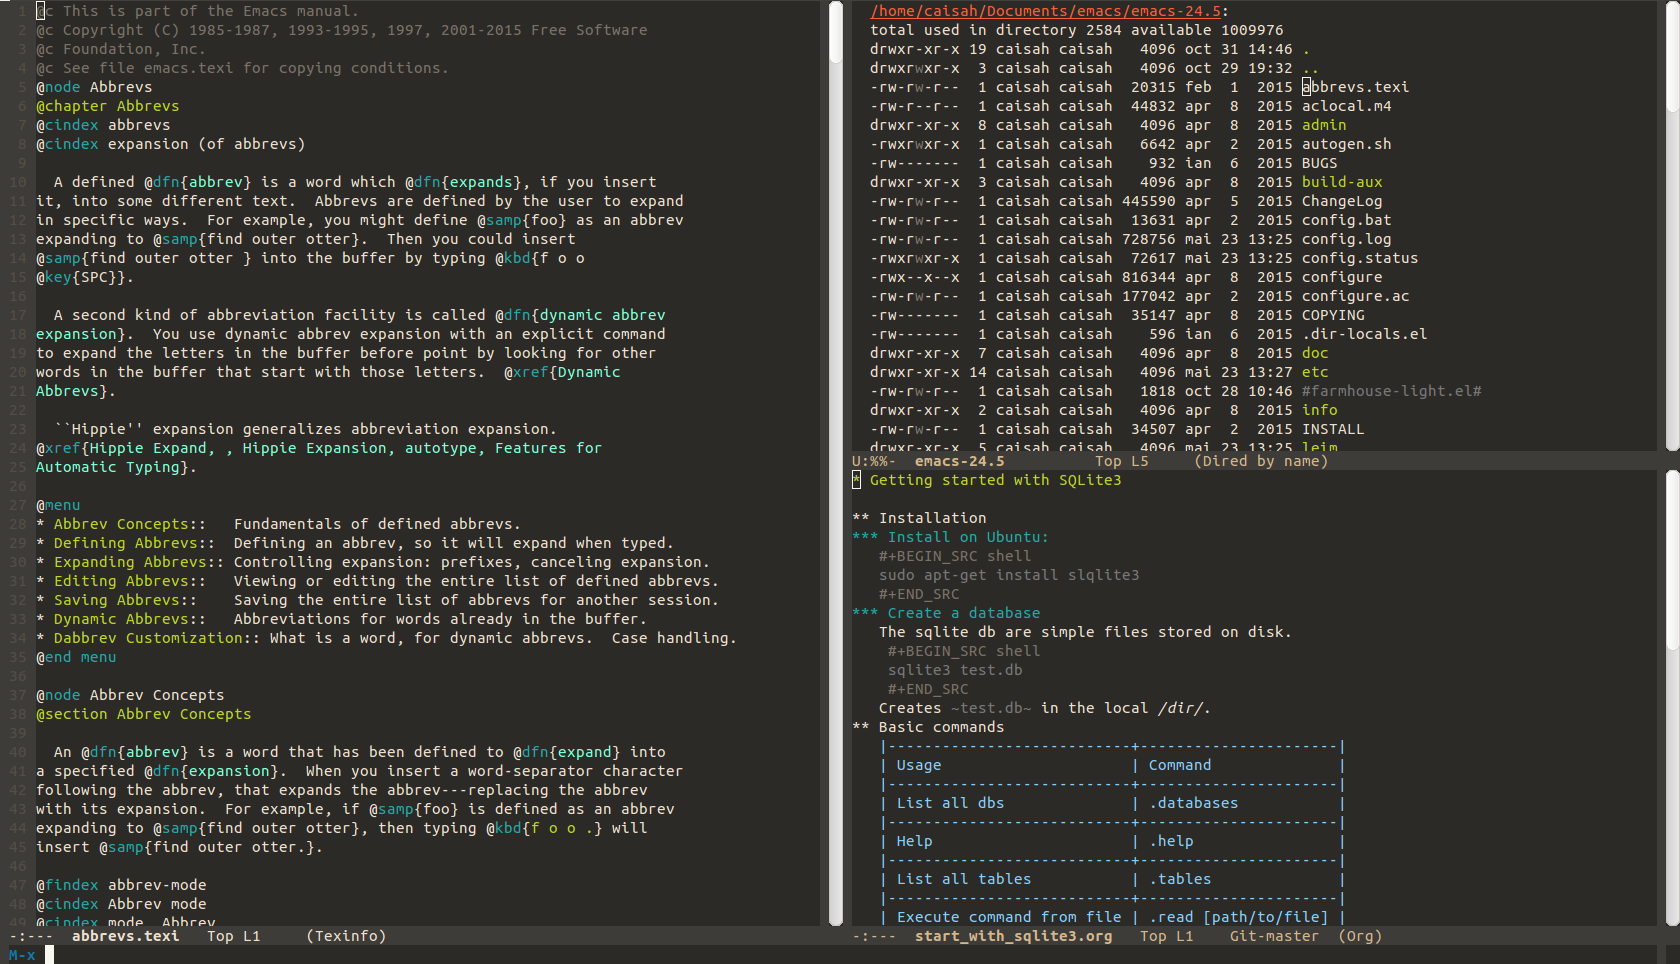 1 @c This is part of the Emacs manual.
2 @c Copyright (C) 1985-1987, 1993-1995, 1997, 2001-2015 Free Software
3 @c Foundation, Inc.
4 @c See file emacs.texi for copying conditions.
5 @node Abbrevs
6 @chapter Abbrevs
7 @cindex abbrevs
8 @cindex expansion (of abbrevs)
9
10   A defined @dfn{abbrev} is a word which @dfn{expands}, if you insert
11 it, into some different text.  Abbrevs are defined by the user to expand
12 in specific ways.  For example, you might define @samp{foo} as an abbrev
13 expanding to @samp{find outer otter}.  Then you could insert
14 @samp{find outer otter } into the buffer by typing @kbd{f o o
15 @key{SPC}}.
16
17   A second kind of abbreviation facility is called @dfn{dynamic abbrev
18 expansion}.  You use dynamic abbrev expansion with an explicit command
19 to expand the letters in the buffer before point by looking for other
20 words in the buffer that start with those letters.  @xref{Dynamic
21 Abbrevs}.
22
23   ``Hippie'' expansion generalizes abbreviation expansion.
24 @xref{Hippie Expand, , Hippie Expansion, autotype, Features for
25 Automatic Typing}.
26
27 @menu
28 * Abbrev Concepts::   Fundamentals of defined abbrevs.
29 * Defining Abbrevs::  Defining an abbrev, so it will expand when typed.
30 * Expanding Abbrevs:: Controlling expansion: prefixes, canceling expansion.
31 * Editing Abbrevs::   Viewing or editing the entire list of defined abbrevs.
32 * Saving Abbrevs::    Saving the entire list of abbrevs for another session.
33 * Dynamic Abbrevs::   Abbreviations for words already in the buffer.
34 * Dabbrev Customization:: What is a word, for dynamic abbrevs.  Case handling.
35 @end menu
36
37 @node Abbrev Concepts
38 @section Abbrev Concepts
39
40   An @dfn{abbrev} is a word that has been defined to @dfn{expand} into
41 a specified @dfn{expansion}.  When you insert a word-separator character
42 following the abbrev, that expands the abbrev---replacing the abbrev
43 with its expansion.  For example, if @samp{foo} is defined as an abbrev
44 expanding to @samp{find outer otter}, then typing @kbd{f o o .} will
45 insert @samp{find outer otter.}.
46
47 @findex abbrev-mode
48 @cindex Abbrev mode
49 @cindex mode, Abbrev
-:---  abbrevs.texi   Top L1     (Texinfo)
M-x
/home/caisah/Documents/emacs/emacs-24.5:
total used in directory 2584 available 1009976
drwxr-xr-x 19 caisah caisah   4096 oct 31 14:46 .
drwxrwxr-x  3 caisah caisah   4096 oct 29 19:32 ..
-rw-rw-r--  1 caisah caisah  20315 feb  1  2015 abbrevs.texi
-rw-r--r--  1 caisah caisah  44832 apr  8  2015 aclocal.m4
drwxr-xr-x  8 caisah caisah   4096 apr  8  2015 admin
-rwxrwxr-x  1 caisah caisah   6642 apr  2  2015 autogen.sh
-rw-------  1 caisah caisah    932 ian  6  2015 BUGS
drwxr-xr-x  3 caisah caisah   4096 apr  8  2015 build-aux
-rw-rw-r--  1 caisah caisah 445590 apr  5  2015 ChangeLog
-rw-rw-r--  1 caisah caisah  13631 apr  2  2015 config.bat
-rw-rw-r--  1 caisah caisah 728756 mai 23 13:25 config.log
-rwxrwxr-x  1 caisah caisah  72617 mai 23 13:25 config.status
-rwx--x--x  1 caisah caisah 816344 apr  8  2015 configure
-rw-rw-r--  1 caisah caisah 177042 apr  2  2015 configure.ac
-rw-------  1 caisah caisah  35147 apr  8  2015 COPYING
-rw-------  1 caisah caisah    596 ian  6  2015 .dir-locals.el
drwxr-xr-x  7 caisah caisah   4096 apr  8  2015 doc
drwxr-xr-x 14 caisah caisah   4096 mai 23 13:27 etc
-rw-rw-r--  1 caisah caisah   1818 oct 28 10:46 #farmhouse-light.el#
drwxr-xr-x  2 caisah caisah   4096 apr  8  2015 info
-rw-rw-r--  1 caisah caisah  34507 apr  2  2015 INSTALL
drwxr-xr-x  5 caisah caisah   4096 mai 23 13:25 leim
U:%%-  emacs-24.5          Top L5     (Dired by name)
* Getting started with SQLite3
** Installation
*** Install on Ubuntu:
#+BEGIN_SRC shell
sudo apt-get install slqlite3
#+END_SRC
*** Create a database
The sqlite db are simple files stored on disk.
#+BEGIN_SRC shell
sqlite3 test.db
#+END_SRC
Creates ~test.db~ in the local /dir/.
** Basic commands
|---------------------------+----------------------|
| Usage                     | Command              |
|---------------------------+----------------------|
| List all dbs              | .databases           |
|---------------------------+----------------------|
| Help                      | .help                |
|---------------------------+----------------------|
| List all tables           | .tables              |
|---------------------------+----------------------|
| Execute command from file | .read [path/to/file] |
-:---  start_with_sqlite3.org   Top L1    Git-master  (Org)